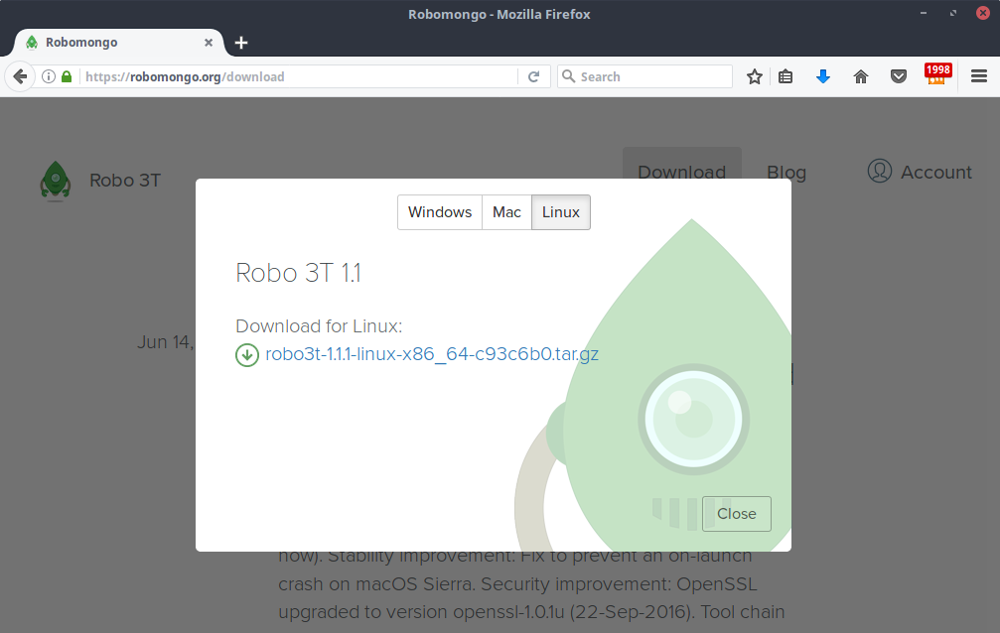 Robomongo - Mozilla Firefox
Robomongo
https://robomongo.org/download
Search
1998
Robo 3T
Download
Blog
Account
Windows
Mac
Linux
Robo 3T 1.1
Download for Linux:
robo3t-1.1.1-linux-x86_64-c93c6b0.tar.gz
Jun 14,
Close
now). Stability improvement: Fix to prevent an on-launch
crash on macOS Sierra. Security improvement: OpenSSL
upgraded to version openssl-1.0.1u (22-Sep-2016). Tool chain